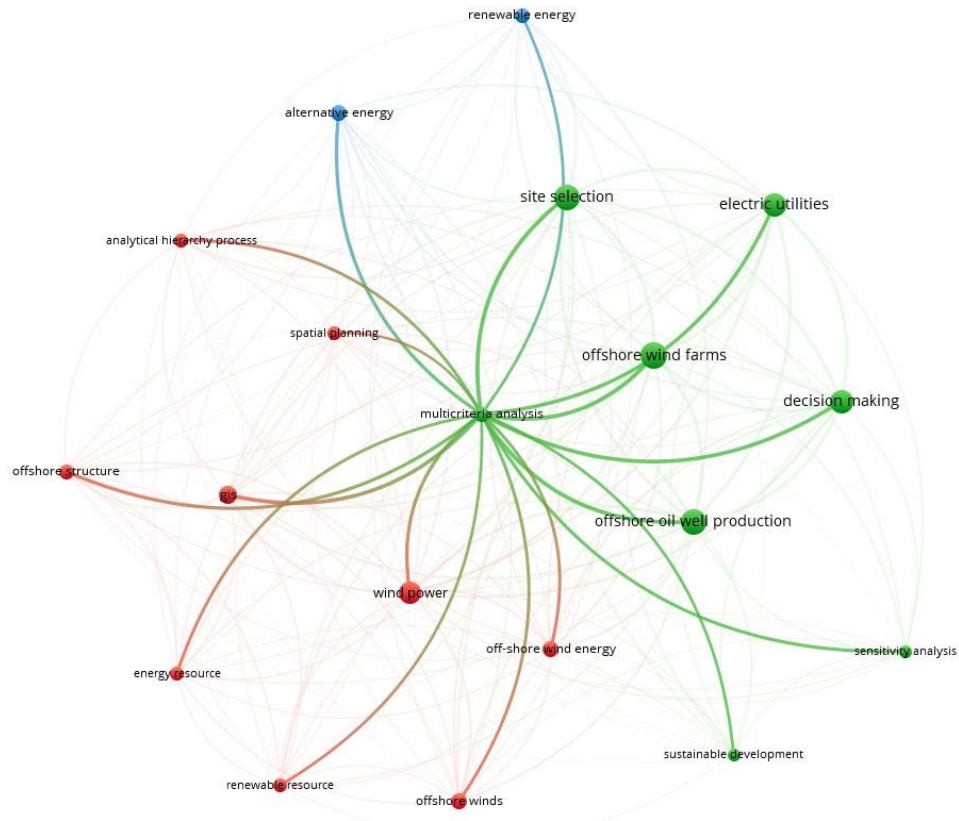 renewable energy
alternative energy
site selection
electric utilities
analytical hierarchy process
spatial planning
offshore wind farms
decision making
multicriteria analysis
offshore structure
gis
offshore oil well production
wind power
off-shore wind energy
sensitivity analysis
energy resource
sustainable development
renewable resource
offshore winds